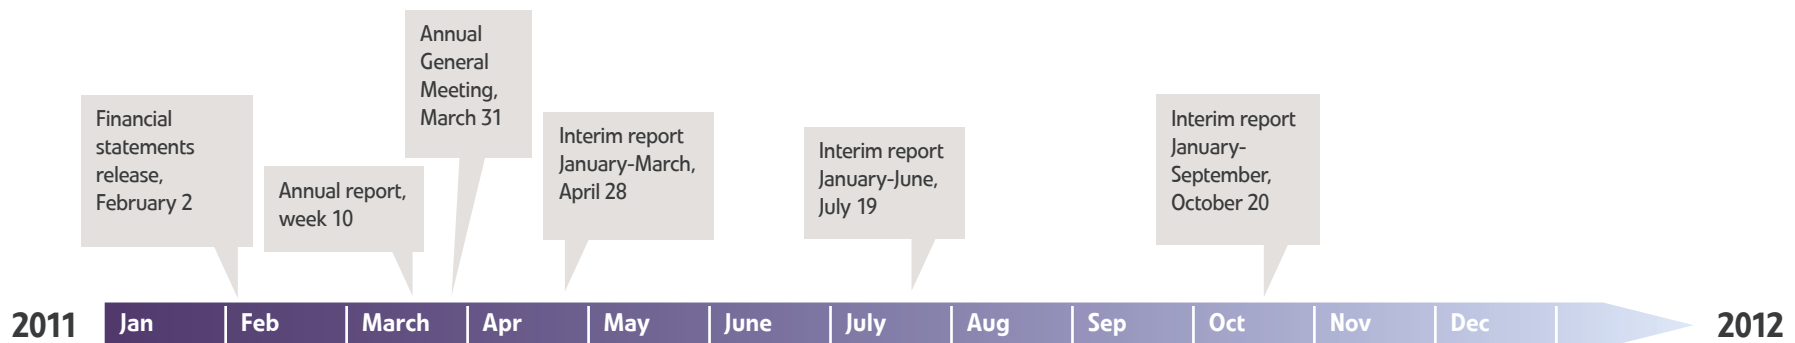 Financial
statements
release,
February 2
Annual report,
week 10
Annual
General
Meeting,
March 31
Interim report
January-March,
April 28
Interim report
January-June,
July 19
Interim report
January-
September,
October 20
2011 Jan Feb March Apr May June July Aug Sep Oct Nov Dec 2012